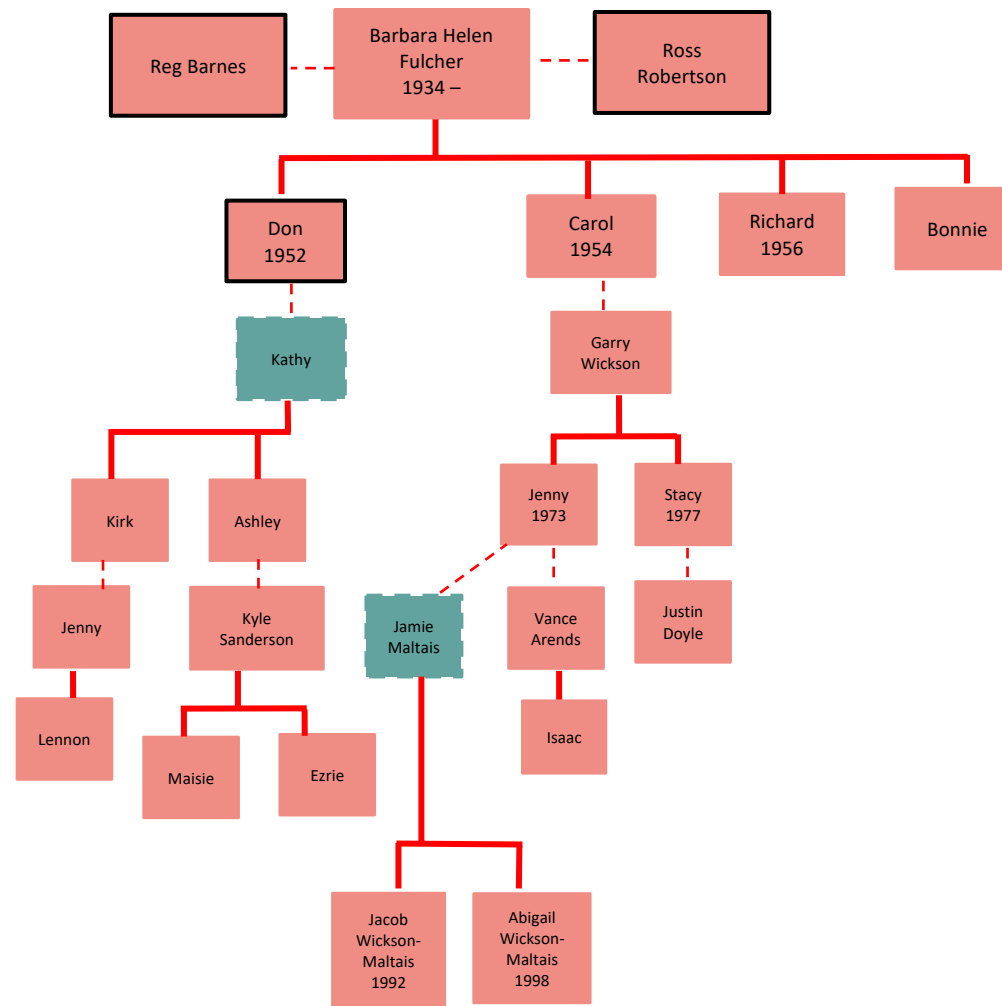 Reg Barnes
Barbara Helen
Fulcher
1934 –
Ross
Robertson
Don
1952
Carol
1954
Richard
1956
Bonnie
Kathy
Garry
Wickson
Kirk
Ashley
Jenny
1973
Stacy
1977
Jenny
Kyle
Sanderson
Jamie
Maltais
Vance
Arends
Justin
Doyle
Lennon
Maisie
Ezrie
Isaac
Jacob
Wickson-
Maltais
1992
Abigail
Wickson-
Maltais
1998